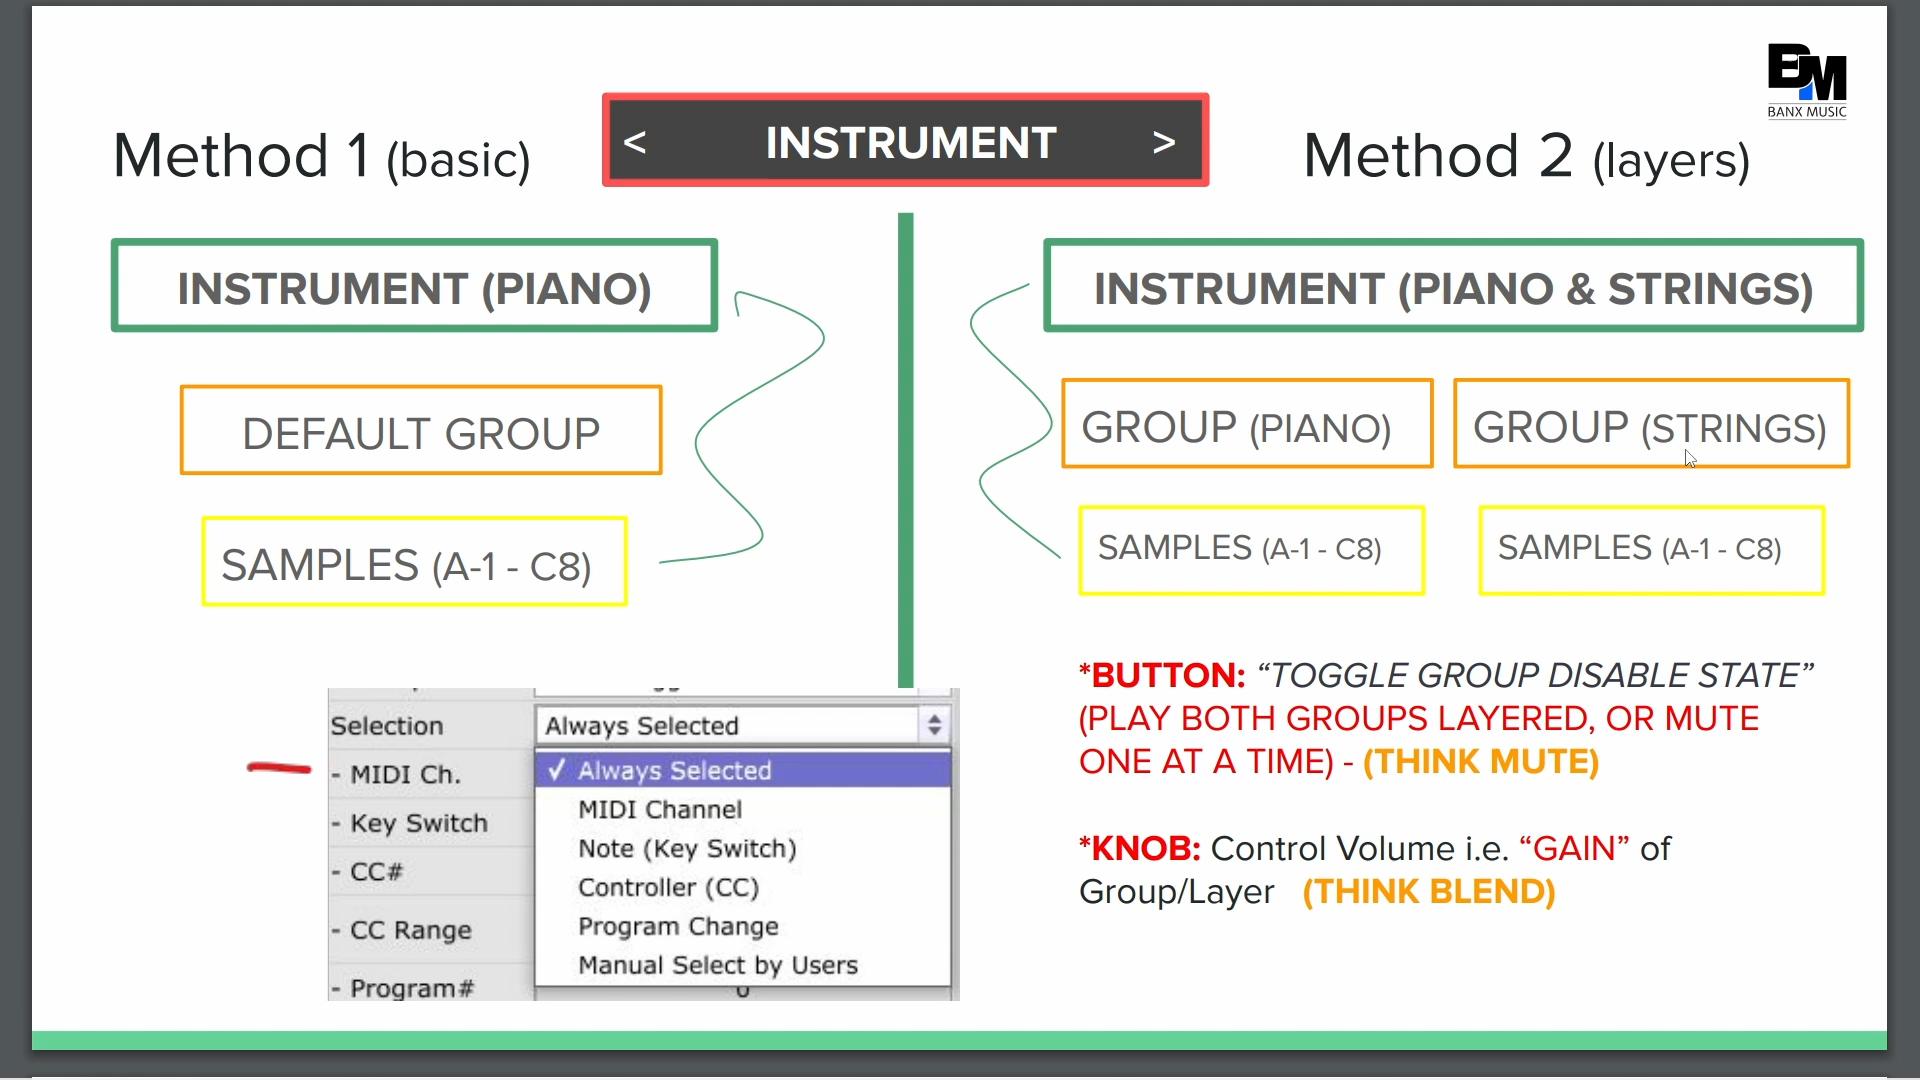 BM
BANX MUSIC
Method 1 (basic)
< INSTRUMENT >
Method 2 (layers)
INSTRUMENT (PIANO)
DEFAULT GROUP
SAMPLES (A-1 - C8)
INSTRUMENT (PIANO & STRINGS)
GROUP (PIANO)
GROUP (STRINGS)
SAMPLES (A-1 - C8)
SAMPLES (A-1 - C8)
Selection
Always Selected
- MIDI Ch.
- Key Switch
- CC#
- CC Range
- Program#
✓ Always Selected
MIDI Channel
Note (Key Switch)
Controller (CC)
Program Change
Manual Select by Users
*BUTTON: “TOGGLE GROUP DISABLE STATE”
(PLAY BOTH GROUPS LAYERED, OR MUTE
ONE AT A TIME) - (THINK MUTE)
*KNOB: Control Volume i.e. “GAIN” of
Group/Layer (THINK BLEND)